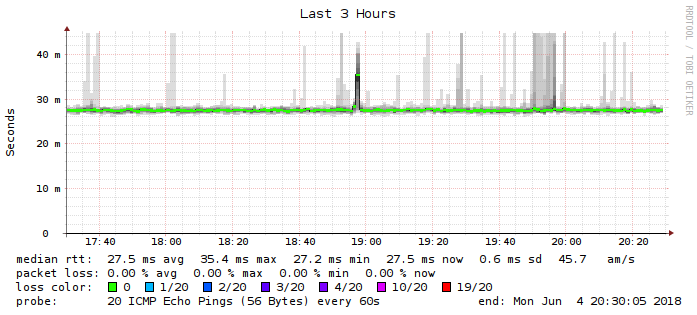 Last 3 Hours
RRDTOOL / TOBI OETIKER
Seconds
40 m
30 m
20 m
10 m
0
17:40 18:00 18:20 18:40 19:00 19:20 19:40 20:00 20:20
median rtt: 27.5 ms avg 35.4 ms max 27.2 ms min 27.5 ms now 0.6 ms sd 45.7 am/s
packet loss: 0.00 % avg 0.00 % max 0.00 % min 0.00 % now
loss color: 0 1/20 2/20 3/20 4/20 10/20 19/20
probe: 20 ICMP Echo Pings (56 Bytes) every 60s end: Mon Jun 4 20:30:05 2018